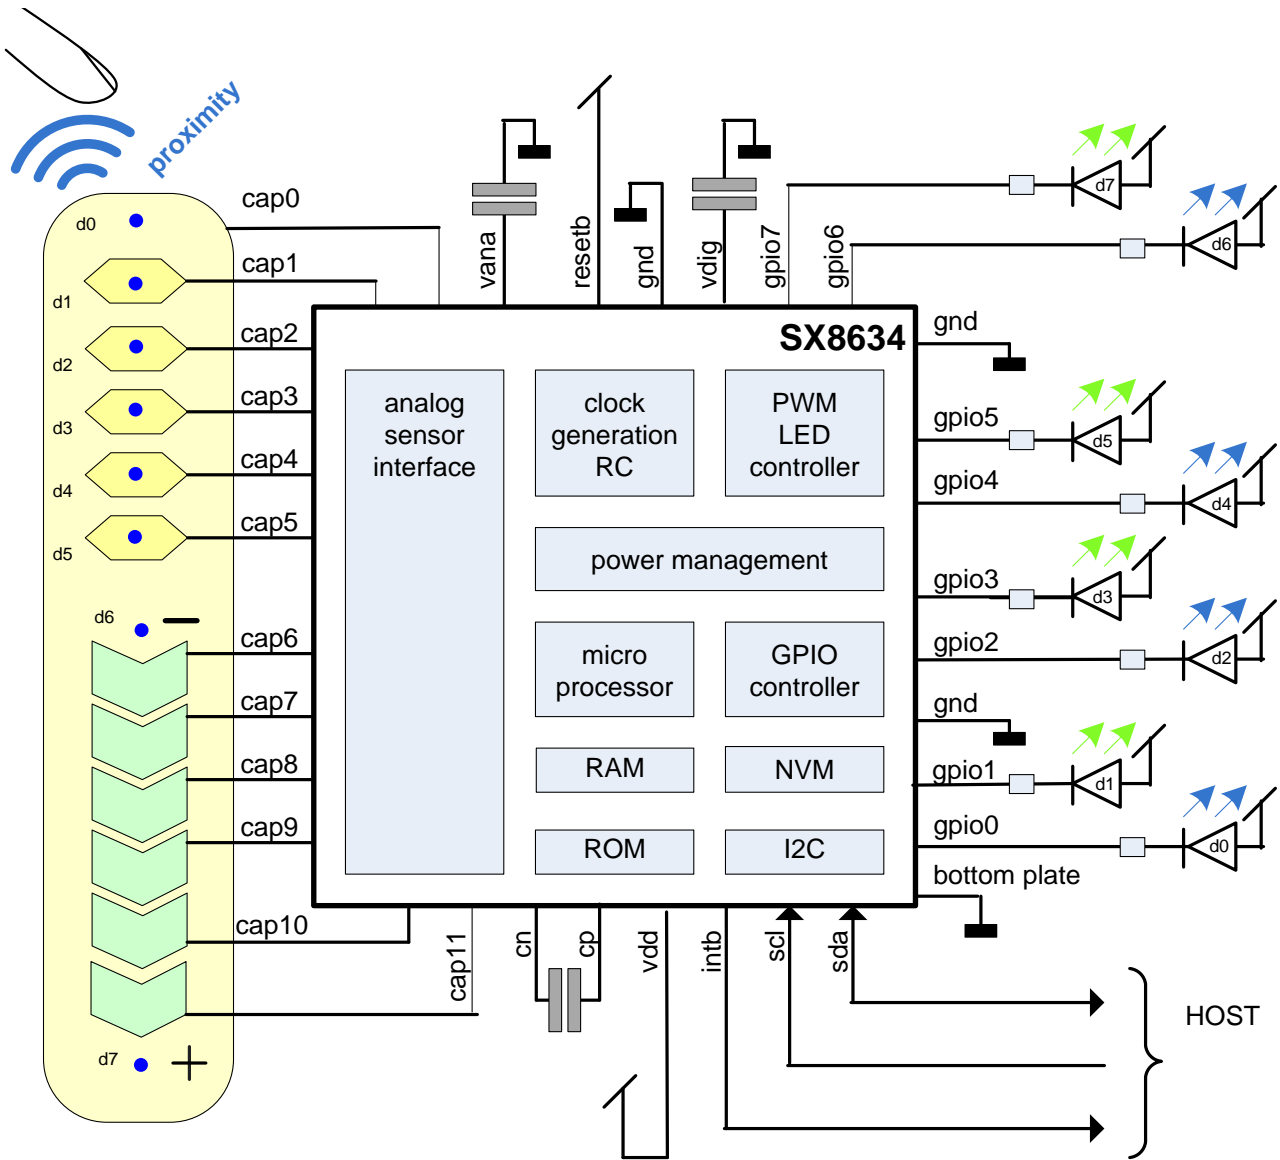 proximity
d0
cap0
d1
cap1
d2
cap2
d3
cap3
d4
cap4
d5
cap5
d6
cap6
cap7
cap8
cap9
cap10
d7
cap11
vana
resetb
gnd
vdig
gpio7
gpio6
SX8634
analog
sensor
interface
clock
generation
RC
PWM
LED
controller
power management
micro
processor
GPIO
controller
RAM
NVM
ROM
I2C
d7
d6
gnd
gpio5
d5
gpio4
d4
gpio3
d3
gpio2
d2
gnd
gpio1
d1
gpio0
d0
bottom plate
cn
cp
vdd
intb
scl
sda
HOST